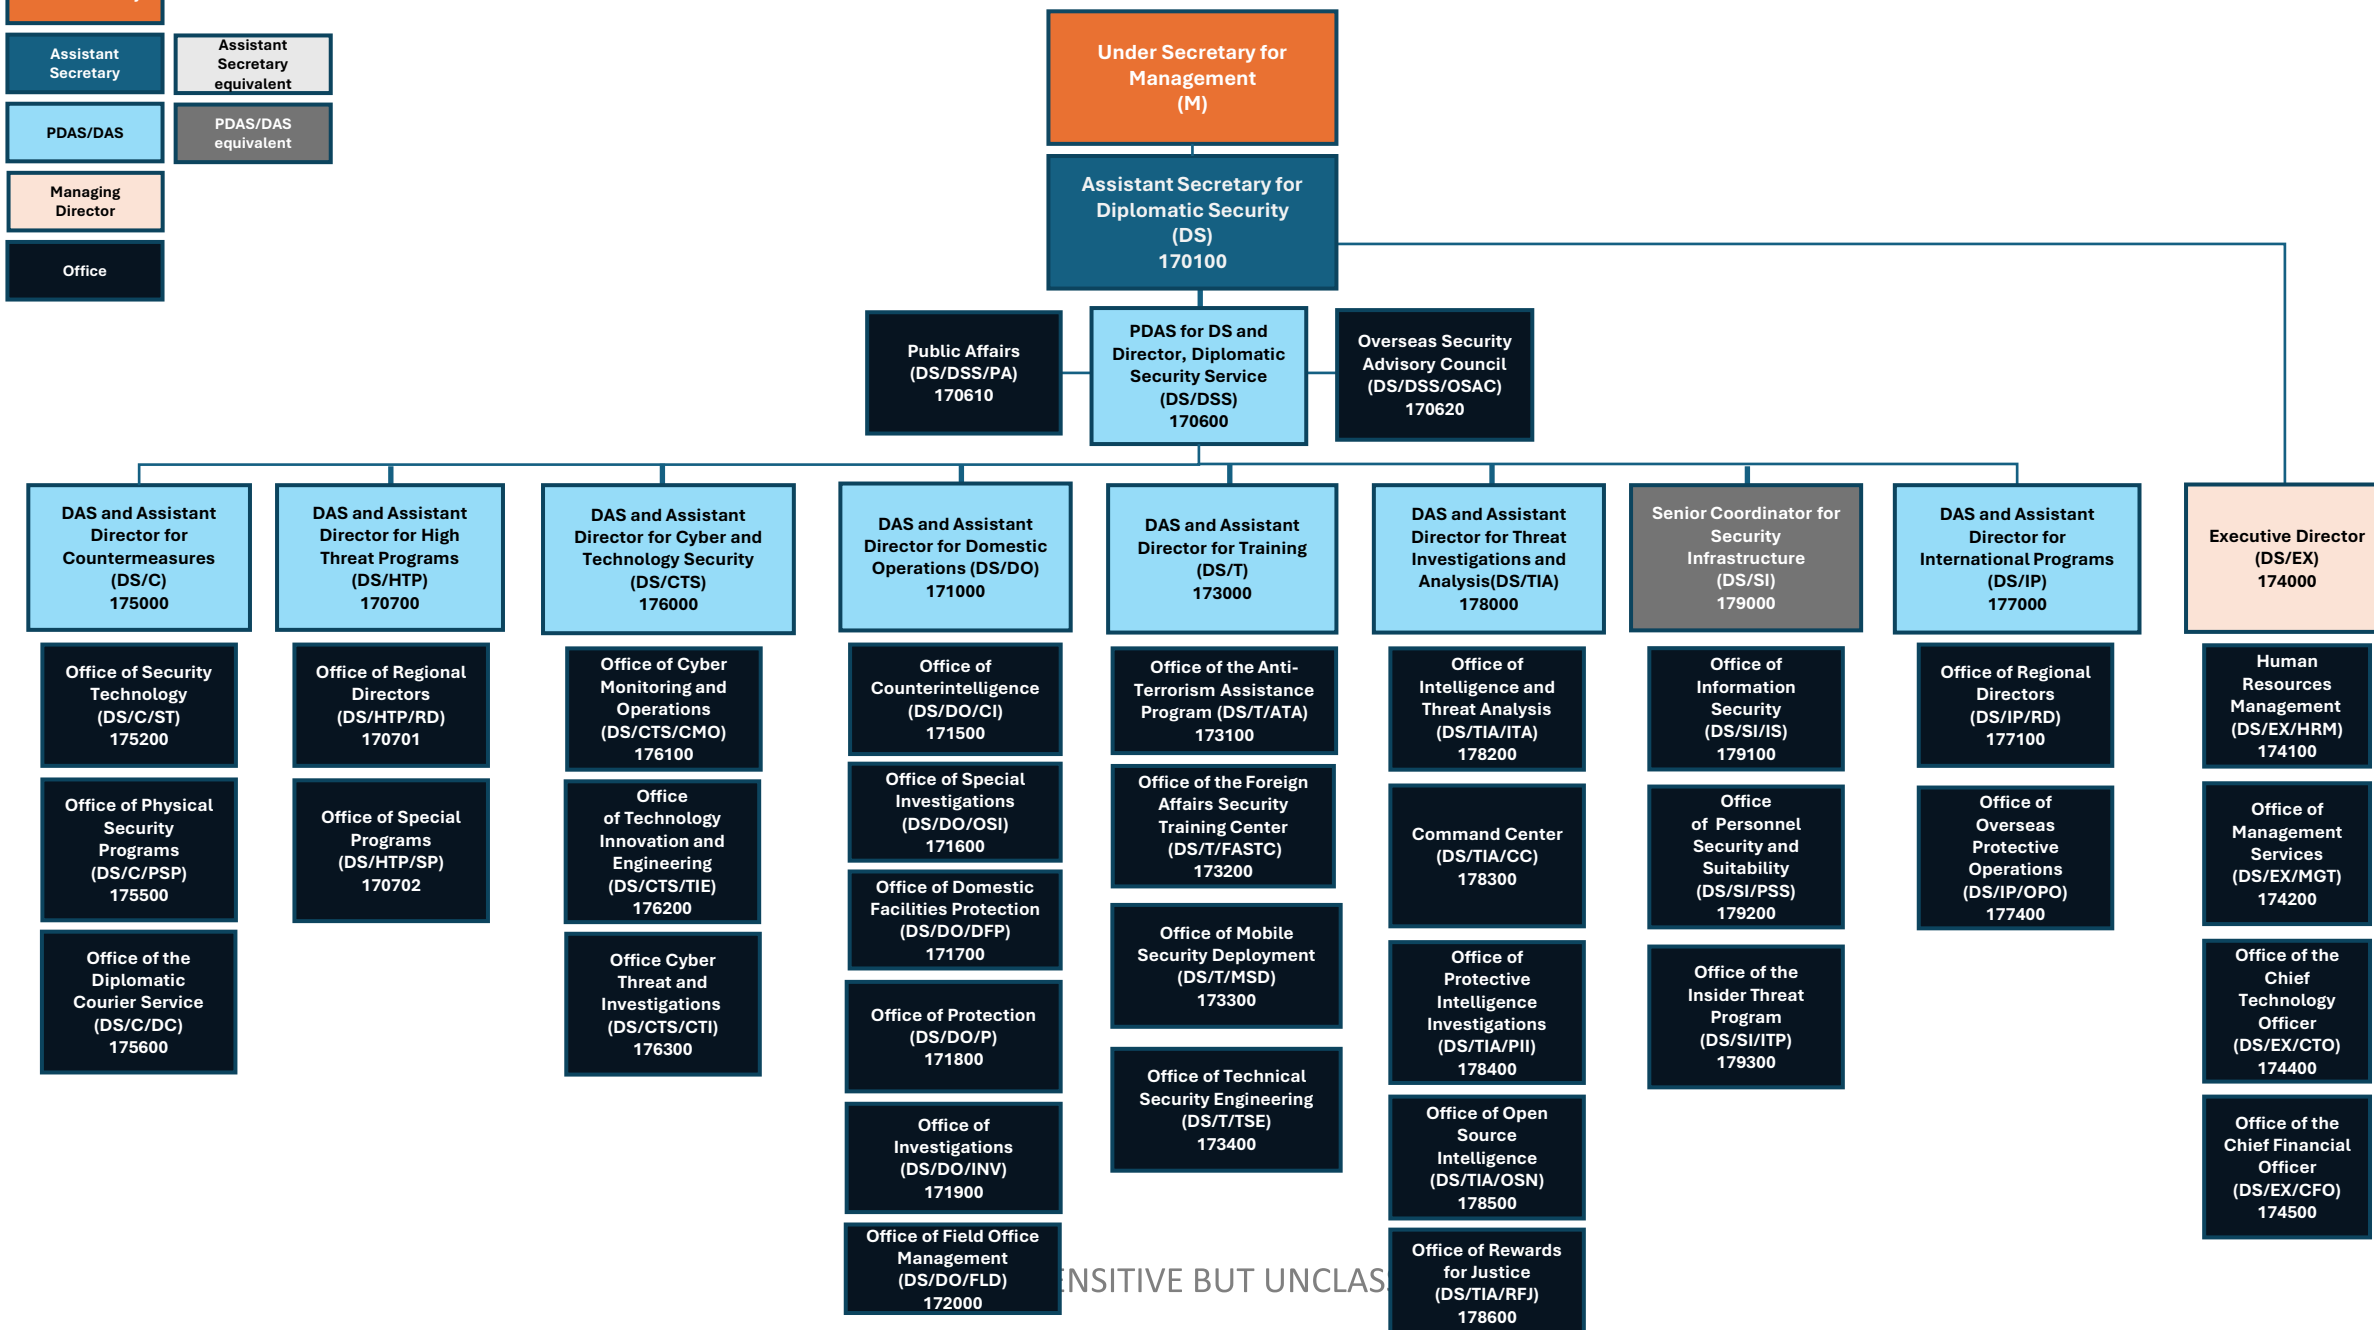 Assistant
Secretary
Assistant
Secretary
equivalent
PDAS/DAS
PDAS/DAS
equivalent
Managing
Director
Office
Under Secretary for
Management
(M)
Assistant Secretary for
Diplomatic Security
(DS)
170100
Public Affairs
(DS/DSS/PA)
170610
PDAS for DS and
Director, Diplomatic
Security Service
(DS/DSS)
170600
Overseas Security
Advisory Council
(DS/DSS/OSAC)
170620
DAS and Assistant
Director for
Countermeasures
(DS/C)
175000
DAS and Assistant
Director for High
Threat Programs
(DS/HTP)
170700
DAS and Assistant
Director for Cyber and
Technology Security
(DS/CTS)
176000
DAS and Assistant
Director for Domestic
Operations (DS/DO)
171000
DAS and Assistant
Director for Training
(DS/T)
173000
DAS and Assistant
Director for Threat
Investigations and
Analysis(DS/TIA)
178000
Senior Coordinator for
Security
Infrastructure
(DS/SI)
179000
DAS and Assistant
Director for
International Programs
(DS/IP)
177000
Executive Director
(DS/EX)
174000
Office of Security
Technology
(DS/C/ST)
175200
Office of Physical
Security
Programs
(DS/C/PSP)
175500
Office of the
Diplomatic
Courier Service
(DS/C/DC)
175600
Office of Regional
Directors
(DS/HTP/RD)
170701
Office of Special
Programs
(DS/HTP/SP)
170702
Office of Cyber
Monitoring and
Operations
(DS/CTS/CMO)
176100
Office
of Technology
Innovation and
Engineering
(DS/CTS/TIE)
176200
Office Cyber
Threat and
Investigations
(DS/CTS/CTI)
176300
Office of
Counterintelligence
(DS/DO/CI)
171500
Office of Special
Investigations
(DS/DO/OSI)
171600
Office of Domestic
Facilities Protection
(DS/DO/DFP)
171700
Office of Protection
(DS/DO/P)
171800
Office of
Investigations
(DS/DO/INV)
171900
Office of Field Office
Management
(DS/DO/FLD)
172000
Office of the Anti-
Terrorism Assistance
Program (DS/T/ATA)
173100
Office of the Foreign
Affairs Security
Training Center
(DS/T/FASTC)
173200
Office of Mobile
Security Deployment
(DS/T/MSD)
173300
Office of Technical
Security Engineering
(DS/T/TSE)
173400
Office of
Intelligence and
Threat Analysis
(DS/TIA/ITA)
178200
Command Center
(DS/TIA/CC)
178300
Office of
Protective
Intelligence
Investigations
(DS/TIA/PII)
178400
Office of Open
Source
Intelligence
(DS/TIA/OSN)
178500
Office of Rewards
for Justice
(DS/TIA/RFJ)
178600
Office of
Information
Security
(DS/SI/IS)
179100
Office
of Personnel
Security and
Suitability
(DS/SI/PSS)
179200
Office of the
Insider Threat
Program
(DS/SI/ITP)
179300
Office of Regional
Directors
(DS/IP/RD)
177100
Office of
Overseas
Protective
Operations
(DS/IP/OPO)
177400
Human
Resources
Management
(DS/EX/HRM)
174100
Office of
Management
Services
(DS/EX/MGT)
174200
Office of the
Chief
Technology
Officer
(DS/EX/CTO)
174400
Office of the
Chief Financial
Officer
(DS/EX/CFO)
174500
ENSITIVE BUT UNCLAS